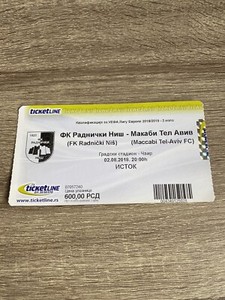 ticketLine
Квалификације за УЕФА Лигу Европе 2018/2019 - 2 коло
ФК Раднички Ниш - Макаби Тел Авив
(FK Radnički Niš) (Maccabi Tel-Aviv FC)
Градски стадион - Чаир
02.08.2018. 20:00h
ИСТОК
ticketLine
Цена улазнице
600,00 РСД
www.ticketline.rs